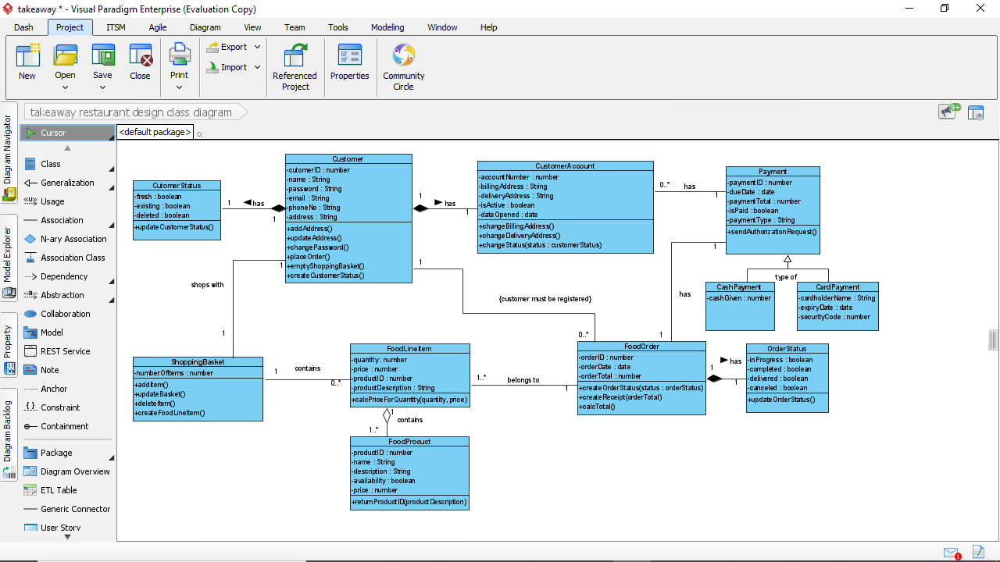 takeaway * - Visual Paradigm Enterprise (Evaluation Copy)
Dash Project ITSM Agile Diagram View Team Tools Modeling Window Help
New
Open
Save
Close
Print
Export
Import
Referenced
Project
Properties
Community
Circle
takeaway restaurant design class diagram
9+
Diagram Navigator
Model Explorer
Property
Diagram Backlog
Cursor
Class
Generalization
Usage
Association
N-ary Association
Association Class
Dependency
Abstraction
Collaboration
Model
REST Service
Note
Anchor
Constraint
Containment
Package
Diagram Overview
ETL Table
Generic Connector
User Story
<default package>
CutomerStatus
-fresh : boolean
-existing : boolean
-deleted : boolean
+updateCustomerStatus()
1
has
1
Customer
-cutomerID : number
-name : String
-password : String
-email : String
-phoneNo : String
-address : String
+addAddress()
+updateAddress()
+changePassword()
+placeOrder()
+emptyShoppingBasket()
+createCustomerStatus()
1
has
1
CustomerAccount
-accountNumber : number
-billingAddress : String
-deliveryAddress : String
-isActive : boolean
-dateOpened : date
+changeBillingAddress()
+changeDeliveryAddress()
+changeStatus(status : customerStatus)
0..*
has
1
Payment
-paymentID : number
-dueDate : date
-paymentTotal : number
-isPaid : boolean
-paymentType : String
+sendAuthorizationRequest()
type of
CashPayment
-cashGiven : number
CardPayment
-cardholderName : String
-expiryDate : date
-securityCode : number
1
has
1
1
shops with
1
1
{customer must be registered}
0..*
ShoppingBasket
-numberOfItems : number
+addItem()
+updateBasket()
+deleteItem()
+createFoodLineItem()
1
contains
0..*
FoodLineItem
-quantity : number
-price : number
-productID : number
-productDescription : String
+calcPriceForQuantity(quantity, price)
1..*
belongs to
1
FoodOrder
-orderID : number
-orderDate : date
-orderTotal : number
+createOrderStatus(status : orderStatus)
+createReceipt(orderTotal)
+calcTotal()
1
has
1
OrderStatus
-inProgress : boolean
-completed : boolean
-delivered : boolean
-canceled : boolean
+updateOrderStatus()
1
contains
1..*
FoodProcuct
-productID : number
-name : String
-description : String
-availability : boolean
-price : number
+returnProductID(productDescription)
1